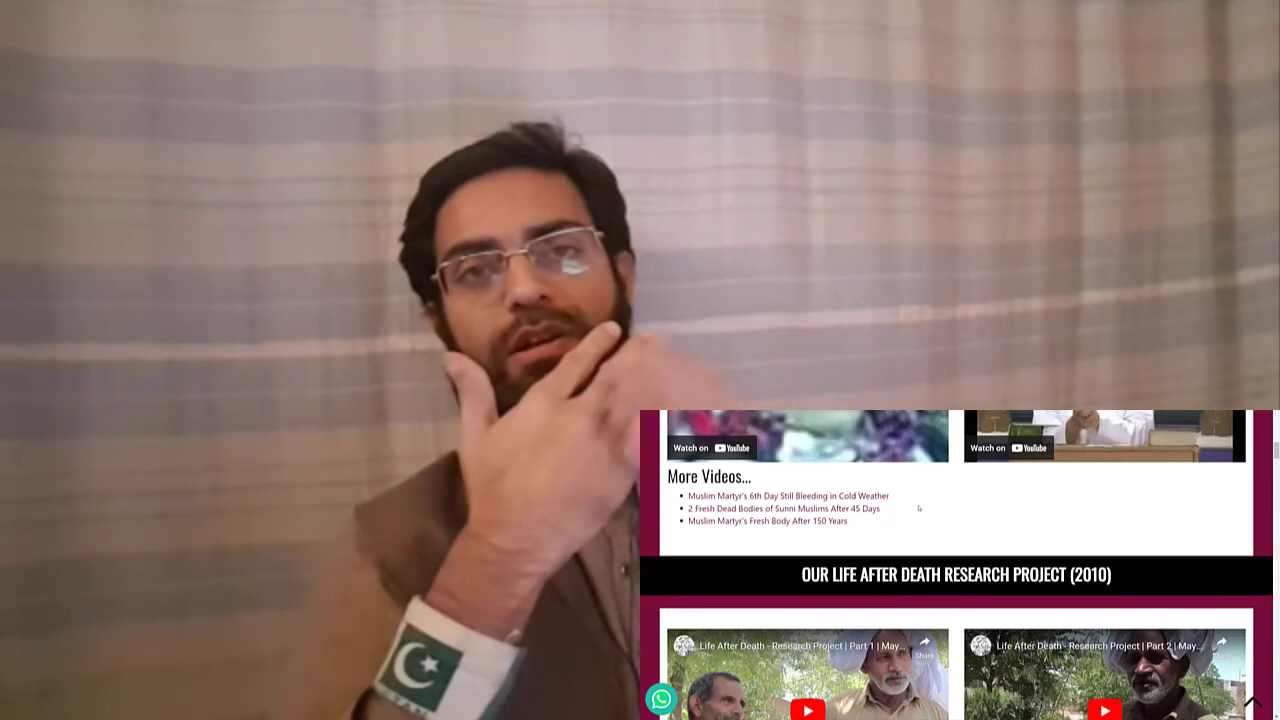 Watch on YouTube
Watch on YouTube
More Videos...
Muslim Martyr's 6th Day Still Bleeding in Cold Weather
2 Fresh Dead Bodies of Sunni Muslims After 45 Days
Muslim Martyr's Fresh Body After 150 Years
OUR LIFE AFTER DEATH RESEARCH PROJECT (2010)
Life After Death - Research Project | Part 1 | May...
Share
Life After Death - Research Project | Part 2 | May...
Share